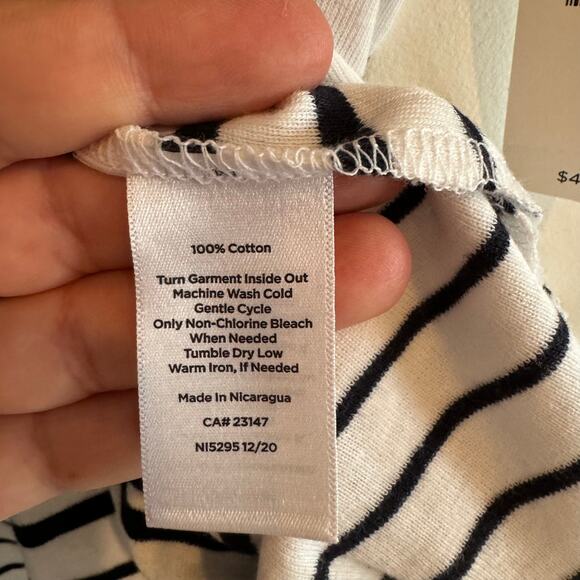 100% Cotton
Turn Garment Inside Out
Machine Wash Cold
Gentle Cycle
Only Non-Chlorine Bleach
When Needed
Tumble Dry Low
Warm Iron, If Needed
Made In Nicaragua
CA# 23147
NI5295 12/20
$4